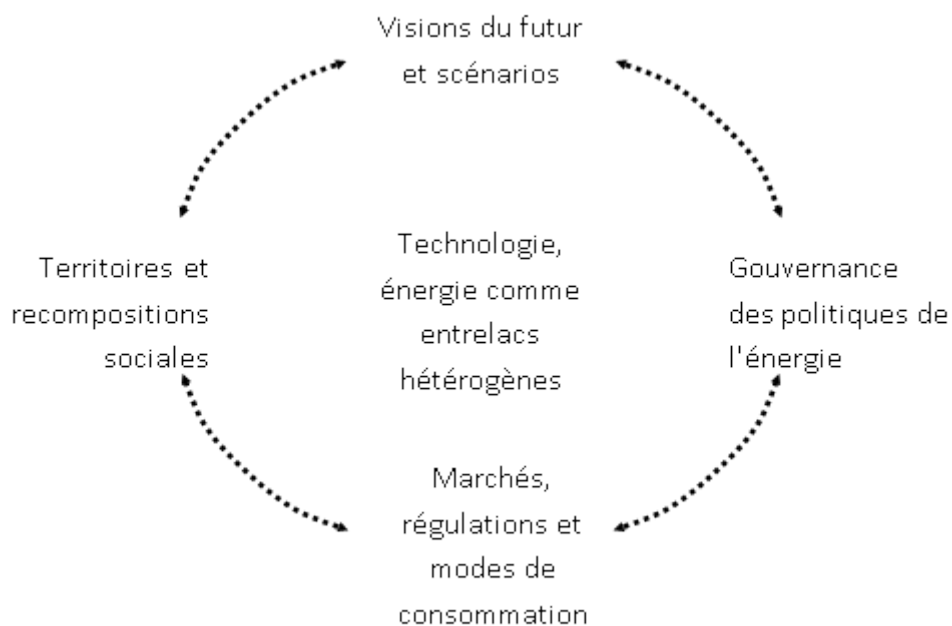 Visions du futur
et scénarios
Territoires et
recompositions
sociales
Technologie,
énergie comme
entrelacs
hétérogènes
Gouvernance
des politiques de
l'énergie
Marchés,
régulations et
modes de
consommation